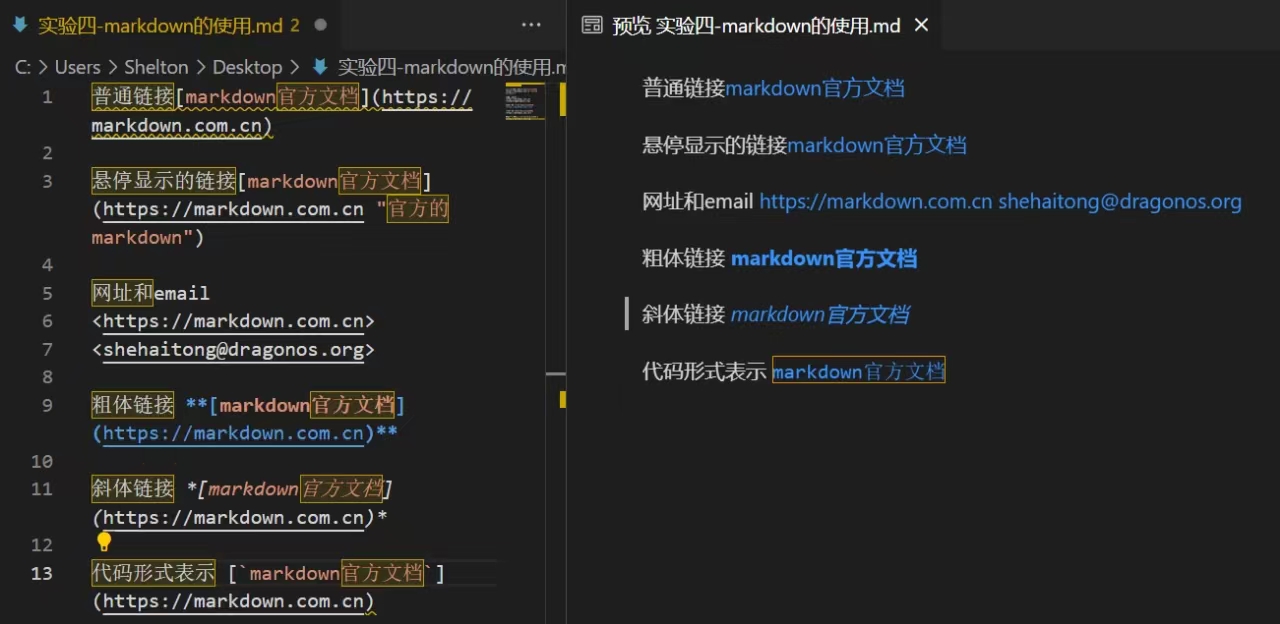 实验四-markdown的使用.md 2
C: > Users > Shelton > Desktop > 实验四-markdown的使用.m
1 普通链接[markdown官方文档](https://
markdown.com.cn)
2
3 悬停显示的链接[markdown官方文档]
(https://markdown.com.cn "官方的
markdown")
4
5 网址和email
6 <https://markdown.com.cn>
7 <shehaitong@dragonos.org>
8
9 粗体链接 **[markdown官方文档]
(https://markdown.com.cn)**
10
11 斜体链接 *[markdown官方文档]
(https://markdown.com.cn)*
12
13 代码形式表示 [`markdown官方文档`]
(https://markdown.com.cn)
预览 实验四-markdown的使用.md
普通链接markdown官方文档
悬停显示的链接markdown官方文档
网址和email https://markdown.com.cn shehaitong@dragonos.org
粗体链接 markdown官方文档
斜体链接 markdown官方文档
代码形式表示 markdown官方文档